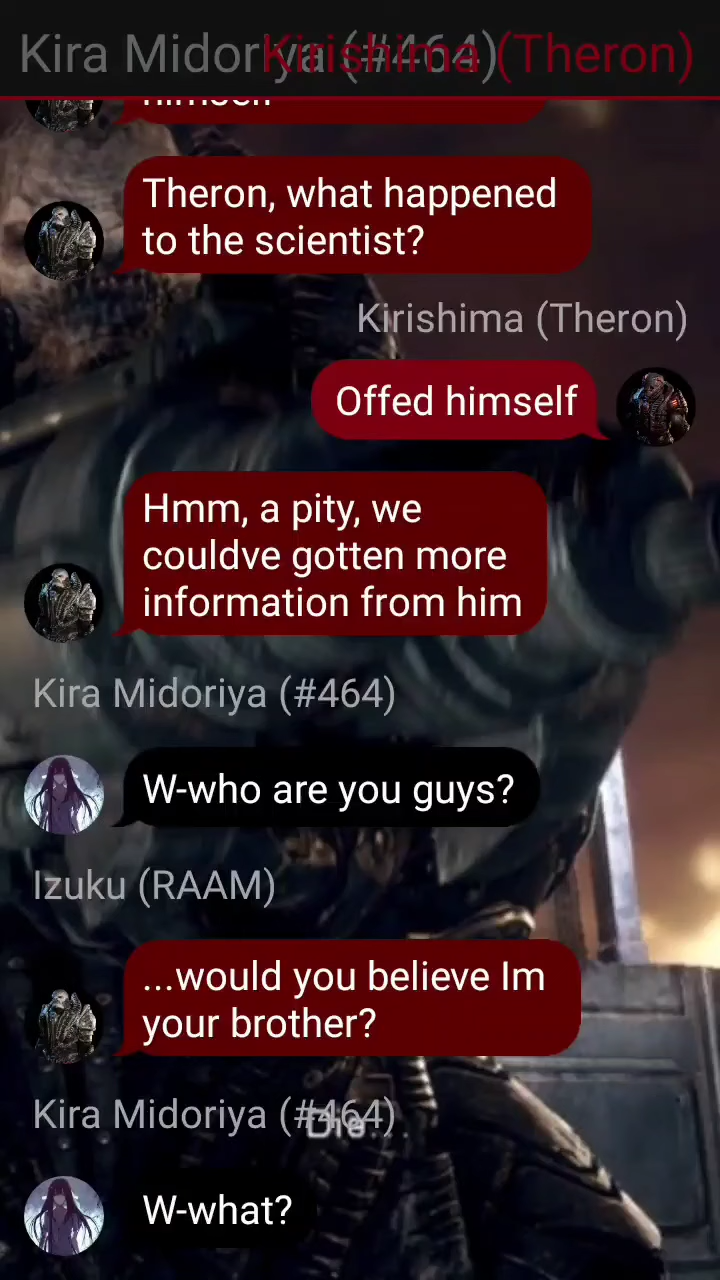 Kira Midoriya (#464)
Kirishima (Theron)
himself
Theron, what happened
to the scientist?
Kirishima (Theron)
Offed himself
Hmm, a pity, we
couldve gotten more
information from him
Kira Midoriya (#464)
W-who are you guys?
Izuku (RAAM)
...would you believe Im
your brother?
Kira Midoriya (#464)
Die...
W-what?